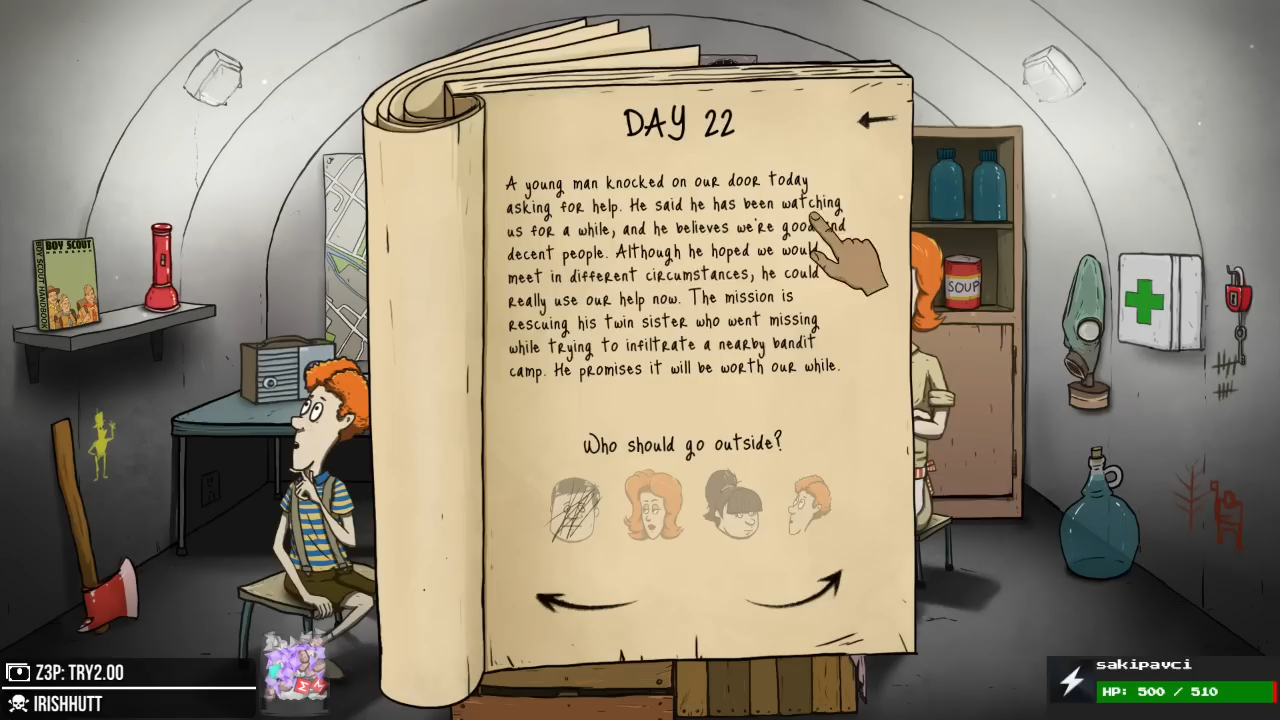 DAY 22
A young man knocked on our door today
asking for help. He said he has been watching
us for a while, and he believes we're good and
decent people. Although he hoped we would
meet in different circumstances, he could
really use our help now. The mission is
rescuing his twin sister who went missing
while trying to infiltrate a nearby bandit
camp. He promises it will be worth our while.
Who should go outside?
BOY SCOUT
BOY SCOUT HANDBOOK
SOUP
Z3P: TRY2.00
IRISHHUTT
sakipavci
HP: 500 / 510